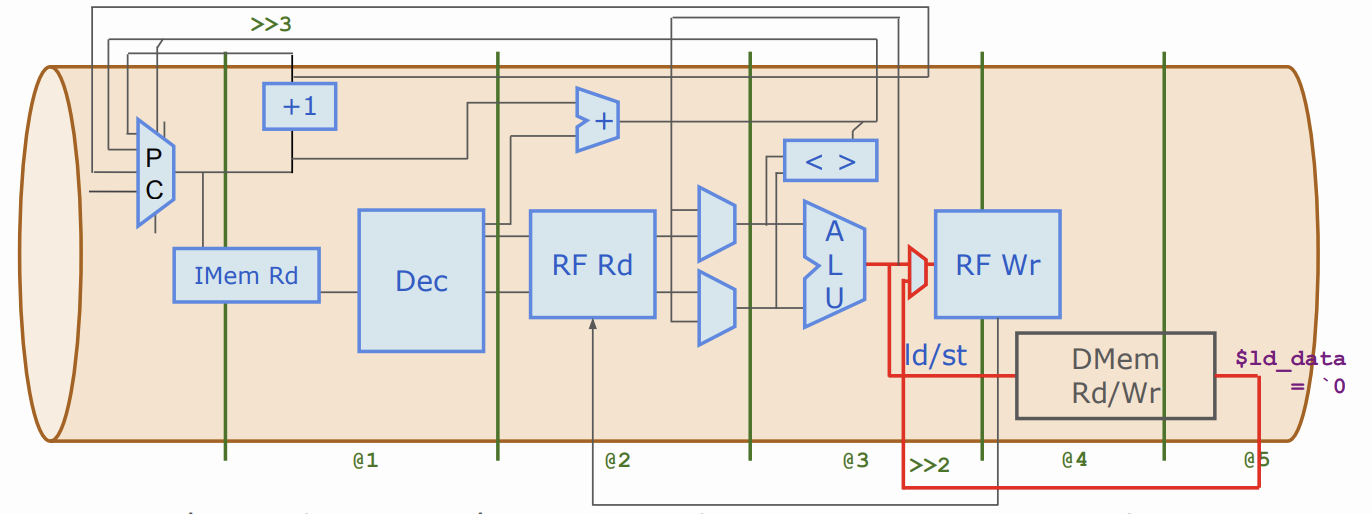 >>3
+1
+
P
C
< >
IMem Rd
Dec
RF Rd
A
L
U
RF Wr
ld/st
DMem
Rd/Wr
$ld_data
= `0
@1
@2
@3
>>2
@4
@5